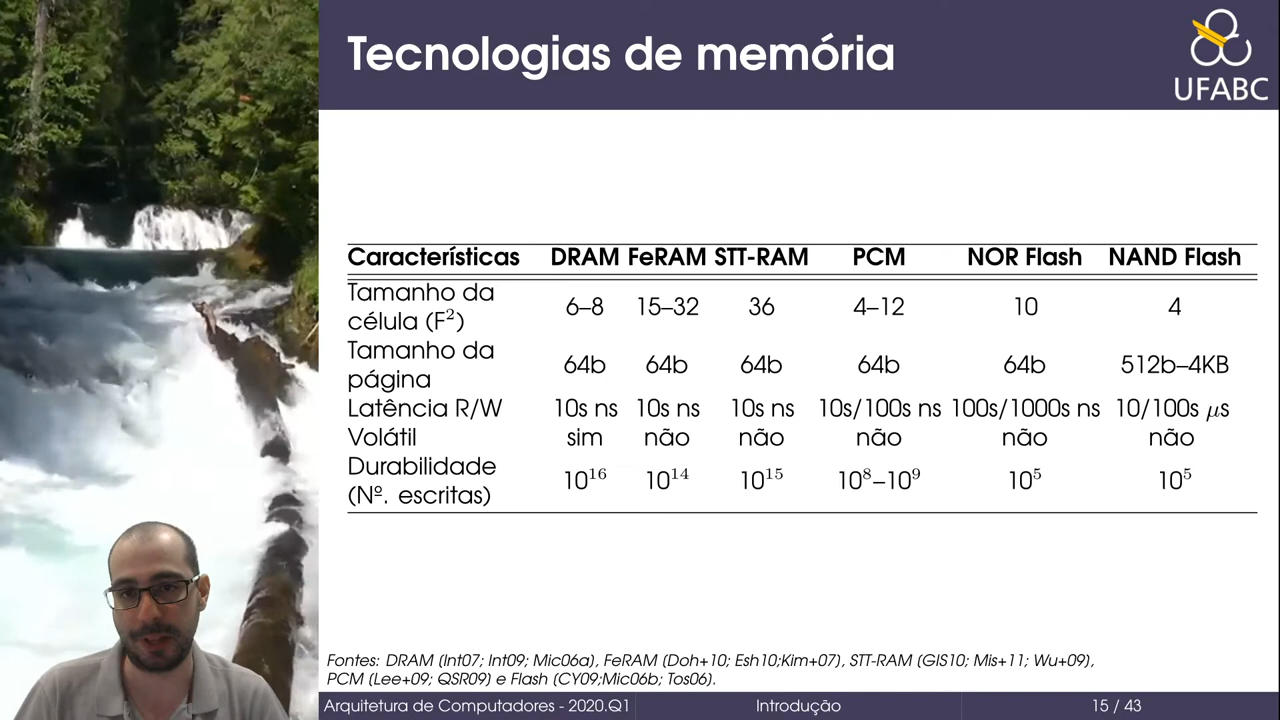 Tecnologias de memória
UFABC
Características DRAM FeRAM STT-RAM PCM NOR Flash NAND Flash
Tamanho da
célula (F²) 6–8 15–32 36 4–12 10 4
Tamanho da
página 64b 64b 64b 64b 64b 512b–4KB
Latência R/W 10s ns 10s ns 10s ns 10s/100s ns 100s/1000s ns 10/100s μs
Volátil sim não não não não não
Durabilidade
(Nº. escritas) 10¹⁶ 10¹⁴ 10¹⁵ 10⁸–10⁹ 10⁵ 10⁵
Fontes: DRAM (Int07; Int09; Mic06a), FeRAM (Doh+10; Esh10;Kim+07), STT-RAM (GIS10; Mis+11; Wu+09),
PCM (Lee+09; QSR09) e Flash (CY09;Mic06b; Tos06).
Arquitetura de Computadores - 2020.Q1 Introdução 15 / 43